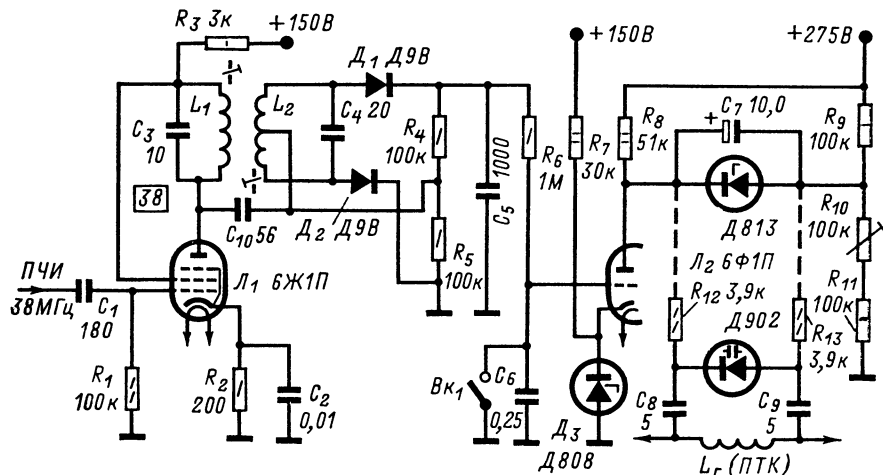 R₃ 3к
+150В
Д₁ Д9В
L₁
L₂
C₃
10
C₄
20
R₄
100к
1000
C₅
R₆
1М
+150В
R₇
30к
R₈
51к
+275В
+
C₇ 10,0
R₉
100к
Д813
R₁₀
100к
38
C₁₀ 56
Д₂ Д9В
R₅
100к
Л₂ 6Ф1П
R₁₂ 3,9к
R₁₁
100к
Д902
R₁₃
3,9к
ПЧИ
38МГц
C₁
180
Л₁ 6Ж1П
R₁
100к
R₂
200
C₂
0,01
Вк₁
C₆
0,25
Д₃
Д808
C₈
5
C₉
5
Lг (ПТК)